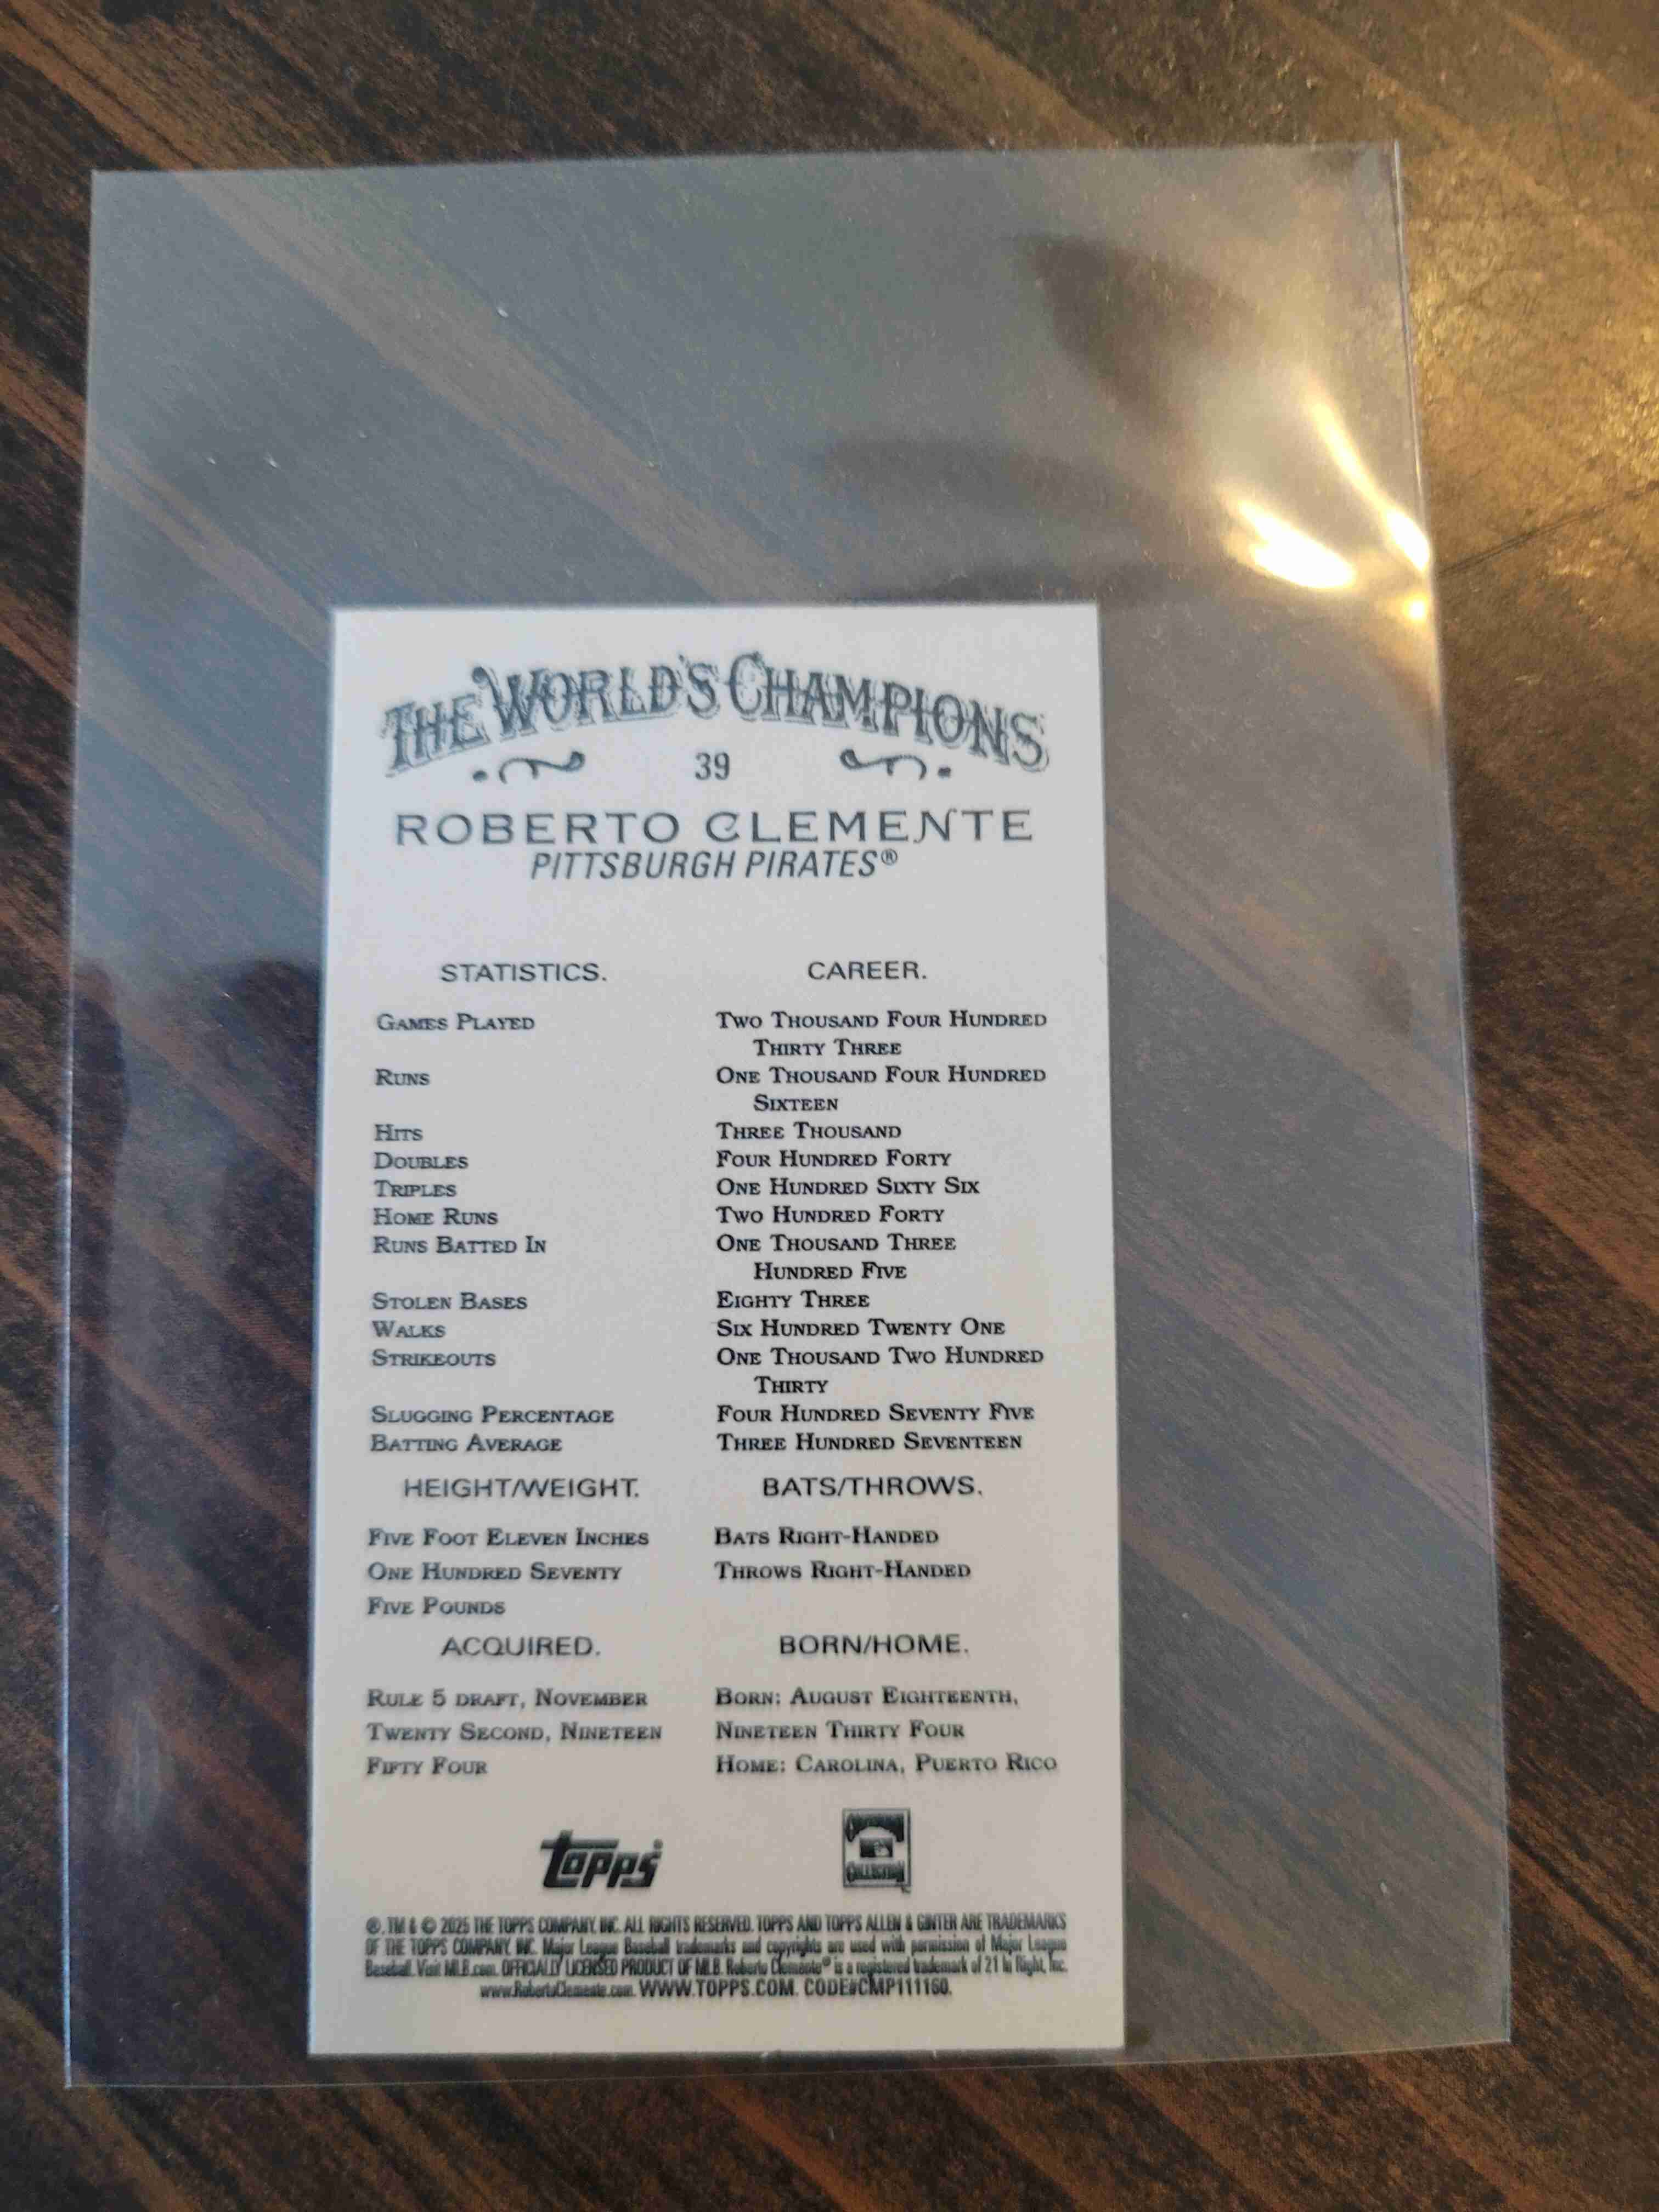 THE WORLD'S CHAMPIONS
39
ROBERTO CLEMENTE
PITTSBURGH PIRATES®
STATISTICS. CAREER.
GAMES PLAYED TWO THOUSAND FOUR HUNDRED
THIRTY THREE
RUNS ONE THOUSAND FOUR HUNDRED
SIXTEEN
HITS THREE THOUSAND
DOUBLES FOUR HUNDRED FORTY
TRIPLES ONE HUNDRED SIXTY SIX
HOME RUNS TWO HUNDRED FORTY
RUNS BATTED IN ONE THOUSAND THREE
HUNDRED FIVE
STOLEN BASES EIGHTY THREE
WALKS SIX HUNDRED TWENTY ONE
STRIKEOUTS ONE THOUSAND TWO HUNDRED
THIRTY
SLUGGING PERCENTAGE FOUR HUNDRED SEVENTY FIVE
BATTING AVERAGE THREE HUNDRED SEVENTEEN
HEIGHT/WEIGHT. BATS/THROWS.
FIVE FOOT ELEVEN INCHES BATS RIGHT-HANDED
ONE HUNDRED SEVENTY THROWS RIGHT-HANDED
FIVE POUNDS
ACQUIRED. BORN/HOME.
RULE 5 DRAFT, NOVEMBER BORN: AUGUST EIGHTEENTH,
TWENTY SECOND, NINETEEN NINETEEN THIRTY FOUR
FIFTY FOUR HOME: CAROLINA, PUERTO RICO
topps COLLECTION
®, TM & © 2025 THE TOPPS COMPANY, INC. ALL RIGHTS RESERVED. TOPPS AND TOPPS ALLEN & GINTER ARE TRADEMARKS
OF THE TOPPS COMPANY, INC. Major League Baseball trademarks and copyrights are used with permission of Major League
Baseball. Visit MLB.com. OFFICIALLY LICENSED PRODUCT OF MLB. Roberto Clemente® is a registered trademark of 21 In Right, Inc.
www.RobertoClemente.com. WWW.TOPPS.COM. CODE#CMP111160.